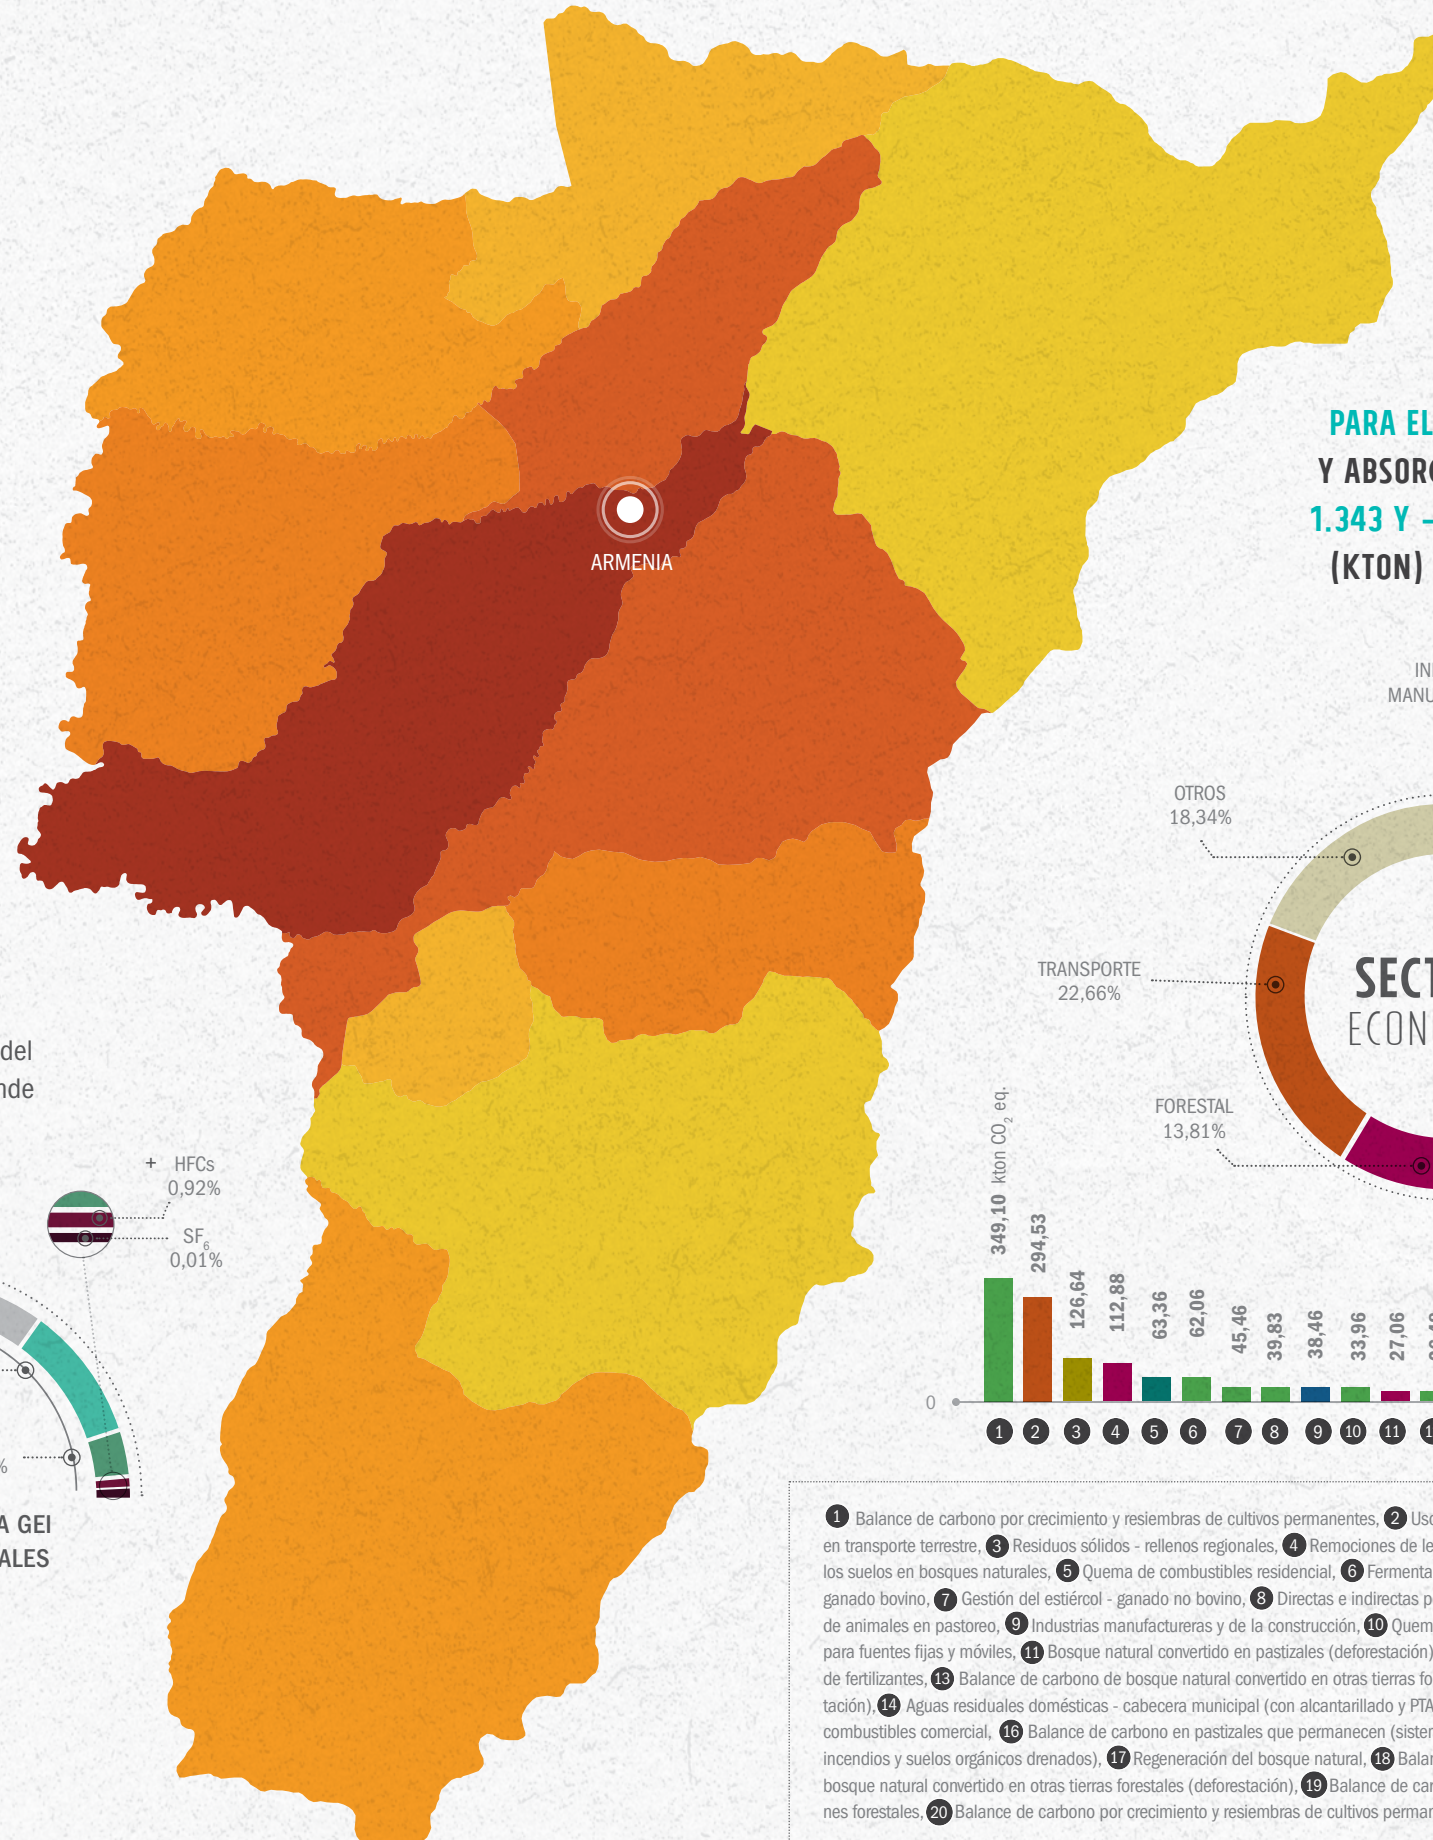 ARMENIA
PARA EL
Y ABSOR
1.343 Y -
(KTON)
MANU
OTROS
18,34%
TRANSPORTE
22,66%
SECT
ECON
FORESTAL
13,81%
del
nde
+ HFCs
0,92%
SF6
0,01%
%
A GEI
ALES
349,10 kton CO2 eq.
294,53
126,64
112,88
63,36
62,06
45,46
39,83
38,46
33,96
27,06
0
1 2 3 4 5 6 7 8 9 10 11
1 Balance de carbono por crecimiento y resiembras de cultivos permanentes, 2 Uso
en transporte terrestre, 3 Residuos sólidos - rellenos regionales, 4 Remociones de le
los suelos en bosques naturales, 5 Quema de combustibles residencial, 6 Fermenta
ganado bovino, 7 Gestión del estiércol - ganado no bovino, 8 Directas e indirectas p
de animales en pastoreo, 9 Industrias manufactureras y de la construcción, 10 Quem
para fuentes fijas y móviles, 11 Bosque natural convertido en pastizales (deforestación)
de fertilizantes, 13 Balance de carbono de bosque natural convertido en otras tierras fo
tación), 14 Aguas residuales domésticas - cabecera municipal (con alcantarillado y PTA
combustibles comercial, 16 Balance de carbono en pastizales que permanecen (sister
incendios y suelos orgánicos drenados), 17 Regeneración del bosque natural, 18 Balan
bosque natural convertido en otras tierras forestales (deforestación), 19 Balance de car
nes forestales, 20 Balance de carbono por crecimiento y resiembras de cultivos perman